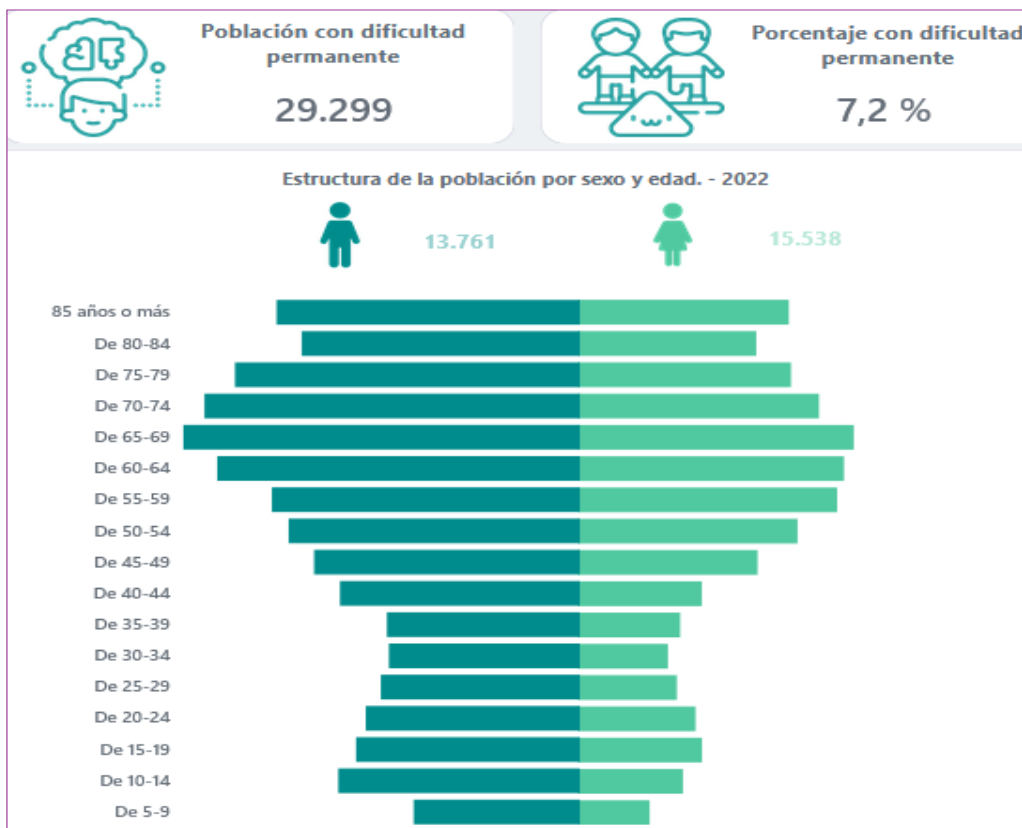 Población con dificultad
permanente
29.299
Porcentaje con dificultad
permanente
7,2 %
Estructura de la población por sexo y edad. - 2022
13.761
15.538
85 años o más
De 80-84
De 75-79
De 70-74
De 65-69
De 60-64
De 55-59
De 50-54
De 45-49
De 40-44
De 35-39
De 30-34
De 25-29
De 20-24
De 15-19
De 10-14
De 5-9